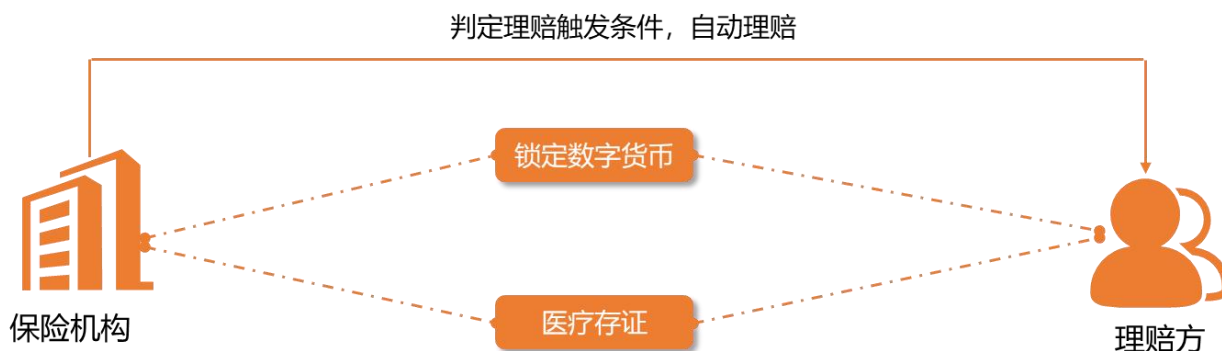 判定理赔触发条件，自动理赔
锁定数字货币
医疗存证
保险机构
理赔方